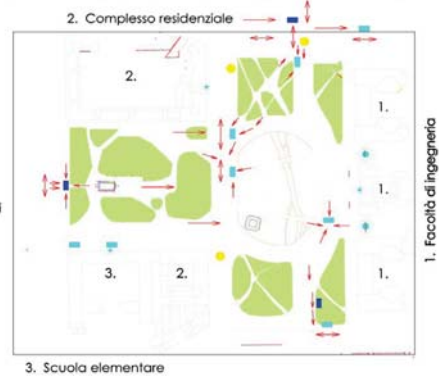 2. Complesso residenziale
2.
1.
1.
1. Facoltà di ingegneria
3.
2.
1.
3. Scuola elementare